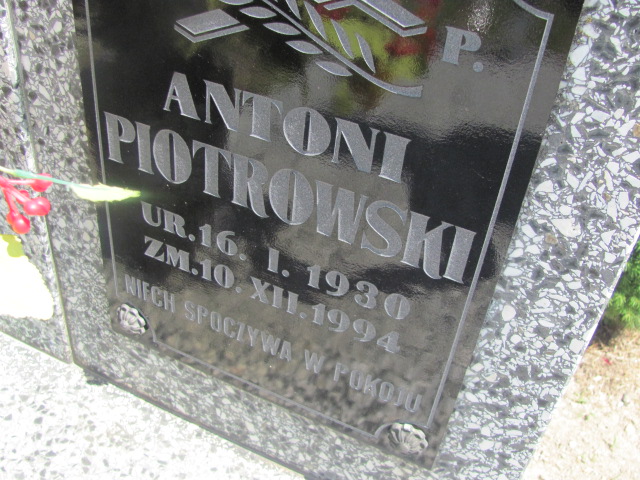 P.
ANTONI
PIOTROWSKI
UR. 16. I. 1930
ZM. 10. XII. 1994
NIECH SPOCZYWA W POKOJU